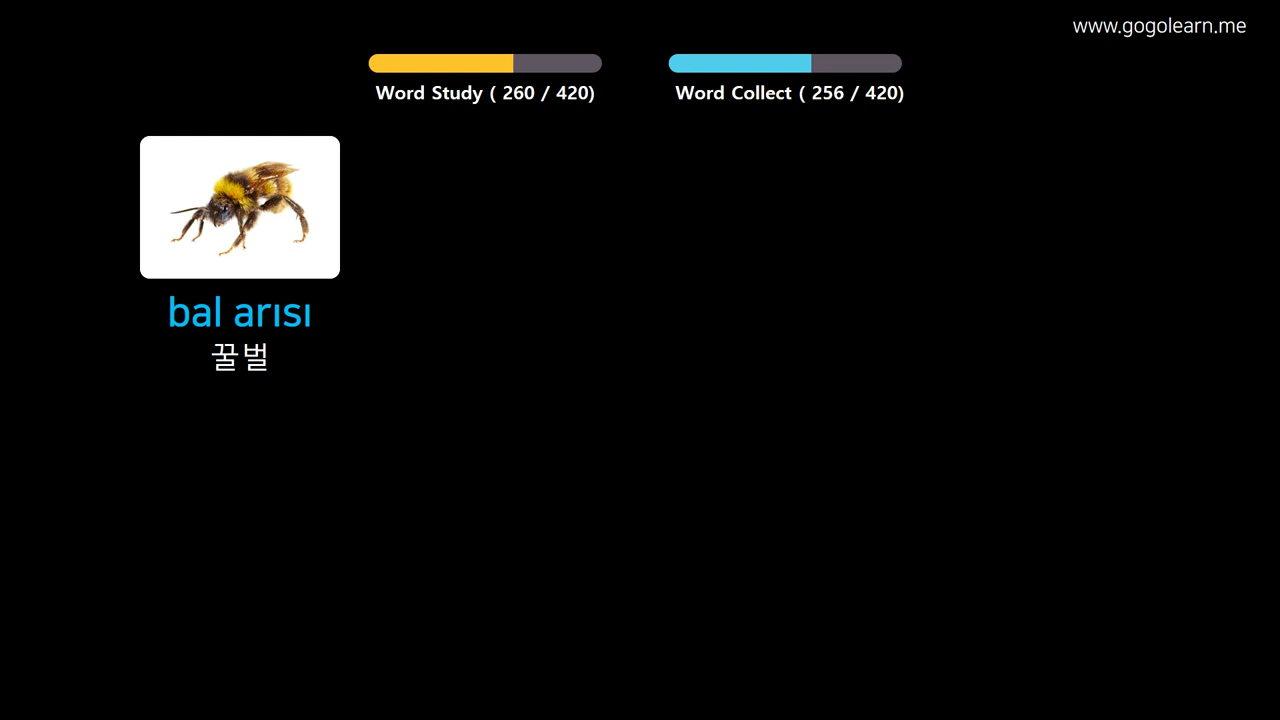 www.gogolearn.me
Word Study ( 260 / 420)
Word Collect ( 256 / 420)
bal arısı
꿀벌